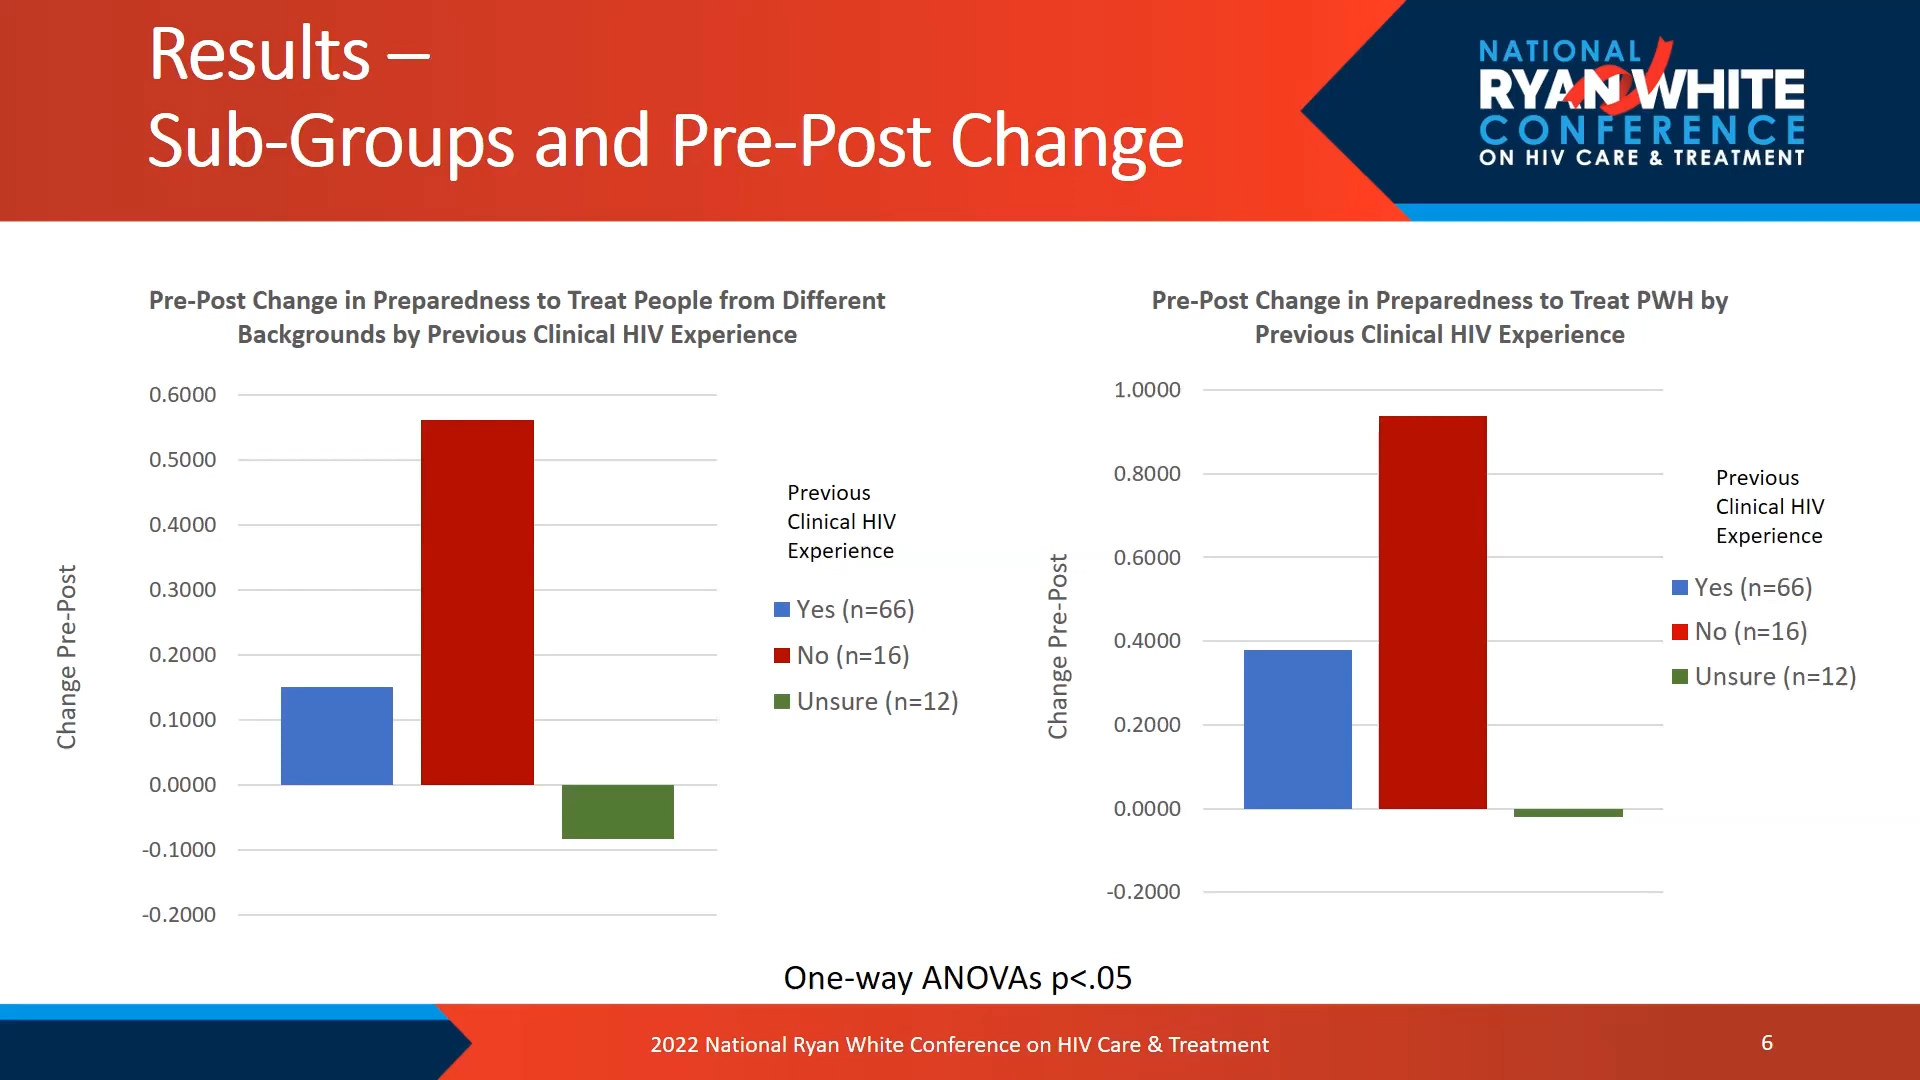 Results –
Sub-Groups and Pre-Post Change
NATIONAL
RYAN WHITE
CONFERENCE
ON HIV CARE & TREATMENT
Pre-Post Change in Preparedness to Treat People from Different
Backgrounds by Previous Clinical HIV Experience
0.6000
0.5000
0.4000
0.3000
0.2000
0.1000
0.0000
-0.1000
-0.2000
Change Pre-Post
Previous
Clinical HIV
Experience
Yes (n=66)
No (n=16)
Unsure (n=12)
Pre-Post Change in Preparedness to Treat PWH by
Previous Clinical HIV Experience
1.0000
0.8000
0.6000
0.4000
0.2000
0.0000
-0.2000
Change Pre-Post
Previous
Clinical HIV
Experience
Yes (n=66)
No (n=16)
Unsure (n=12)
One-way ANOVAs p<.05
2022 National Ryan White Conference on HIV Care & Treatment
6